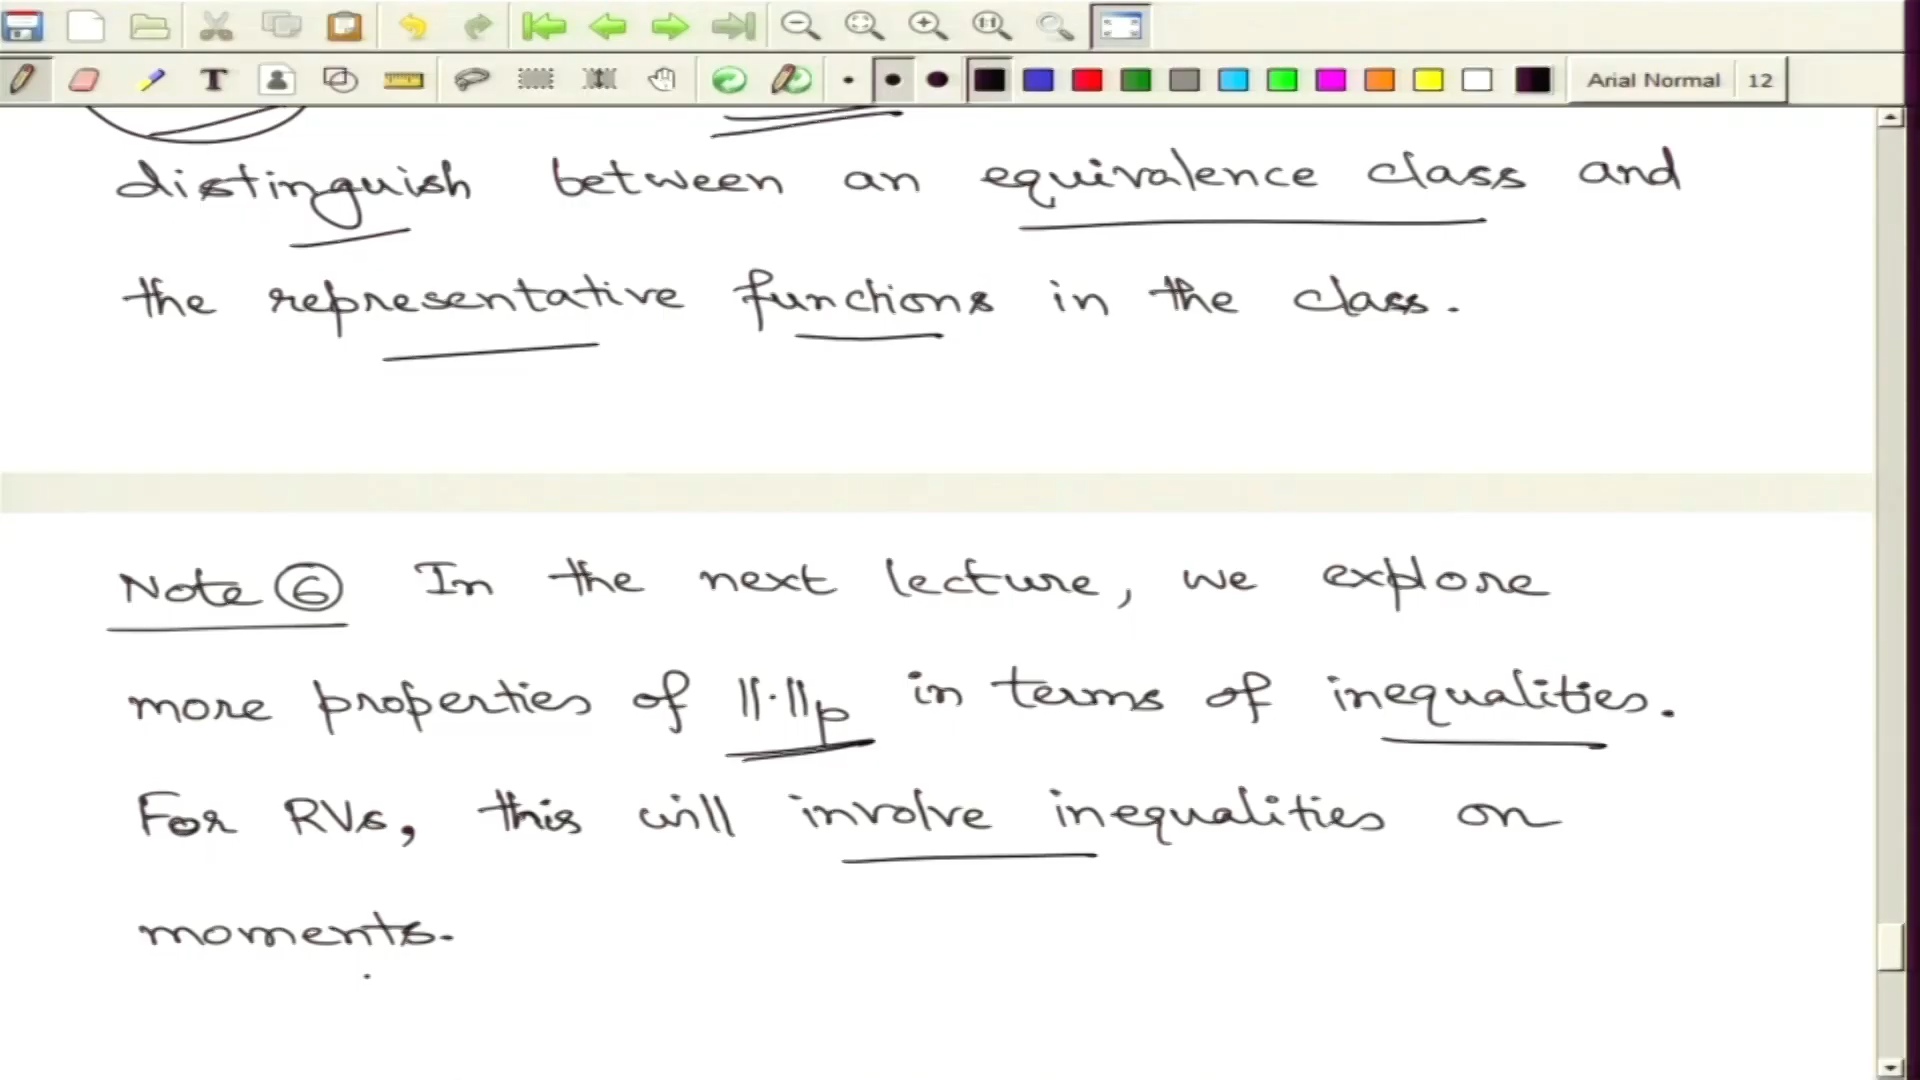 T Arial Normal 12
distinguish between an equivalence class and
the representative functions in the class.
Note ⑥ In the next lecture, we explore
more properties of ||·||p in terms of inequalities.
For RVs, this will involve inequalities on
moments.